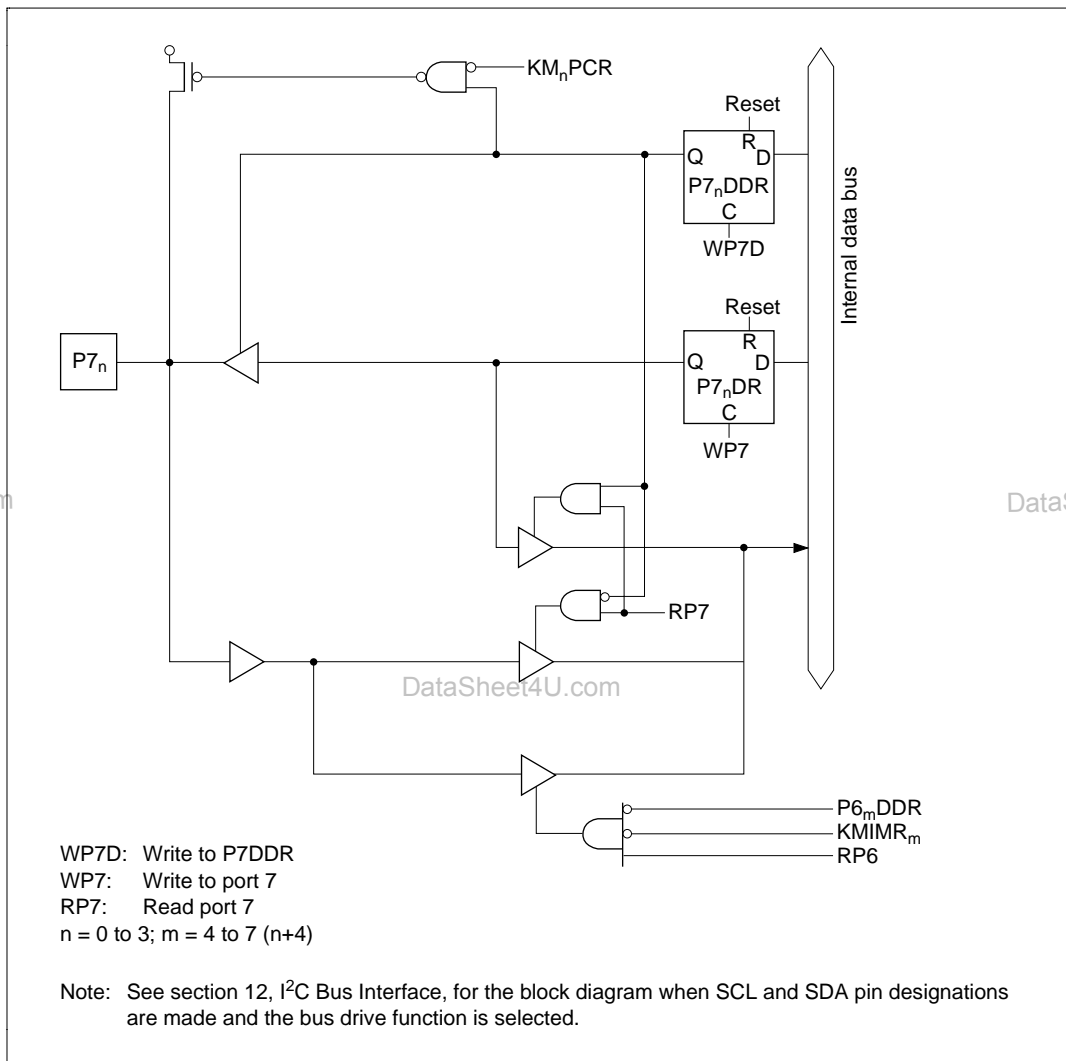 KMnPCR
Reset
R
Q D
P7nDDR
C
WP7D
Internal data bus
Reset
R
Q D
P7nDR
C
WP7
P7n
m
DataS
RP7
DataSheet4U.com
P6mDDR
KMIMRm
RP6
WP7D: Write to P7DDR
WP7: Write to port 7
RP7: Read port 7
n = 0 to 3; m = 4 to 7 (n+4)
Note: See section 12, I²C Bus Interface, for the block diagram when SCL and SDA pin designations
are made and the bus drive function is selected.